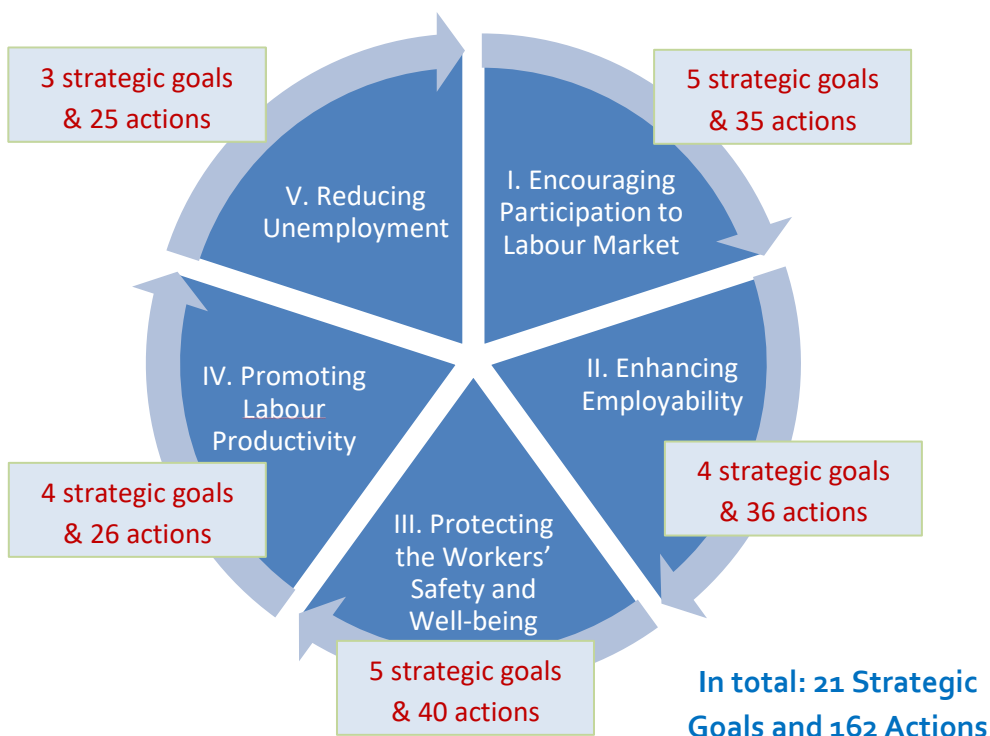 3 strategic goals
& 25 actions
5 strategic goals
& 35 actions
V. Reducing
Unemployment
I. Encouraging
Participation to
Labour Market
IV. Promoting
Labour
Productivity
II. Enhancing
Employability
4 strategic goals
& 26 actions
4 strategic goals
& 36 actions
III. Protecting
the Workers’
Safety and
Well-being
5 strategic goals
& 40 actions
In total: 21 Strategic
Goals and 162 Actions